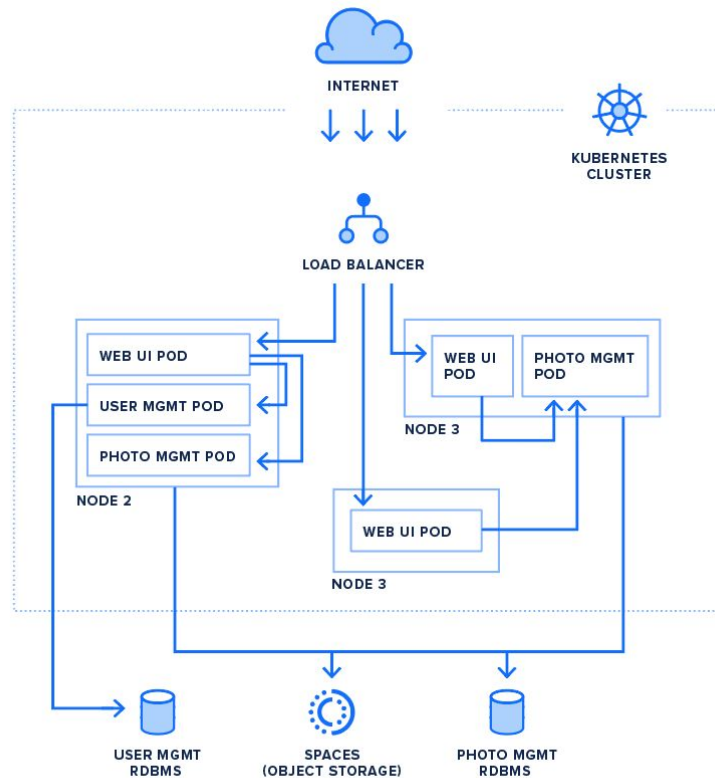 INTERNET
KUBERNETES
CLUSTER
LOAD BALANCER
WEB UI POD
USER MGMT POD
PHOTO MGMT POD
NODE 2
WEB UI
POD
PHOTO MGMT
POD
NODE 3
WEB UI POD
NODE 3
USER MGMT
RDBMS
SPACES
(OBJECT STORAGE)
PHOTO MGMT
RDBMS